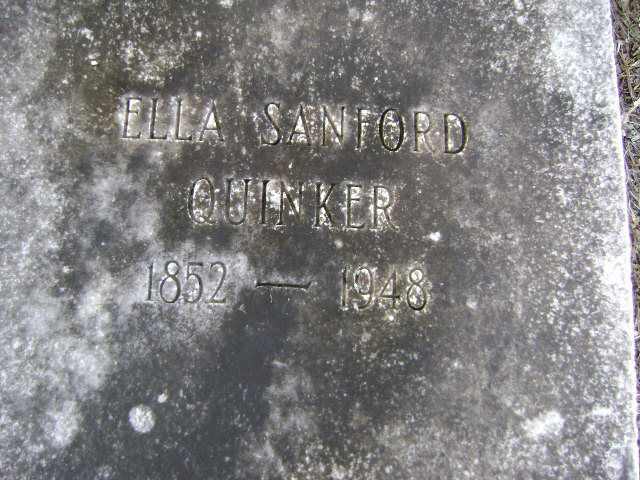 ELLA SANFORD
QUINKER
1852 — 1948